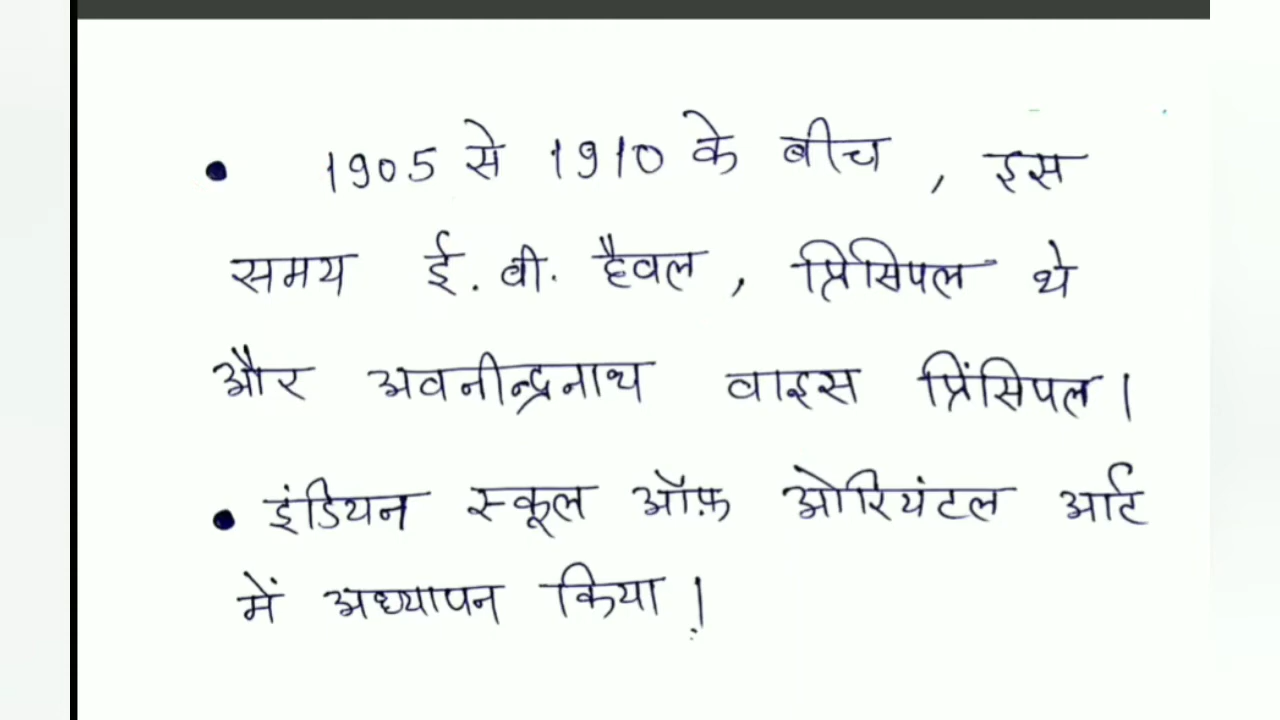 • 1905 से 1910 के बीच , इस
समय ई. वी. हैवल , प्रिंसिपल थे
और अवनीन्द्रनाथ वाइस प्रिंसिपल।
• इंडियन स्कूल ऑफ़ ओरियंटल आर्ट
में अध्यापन किया।